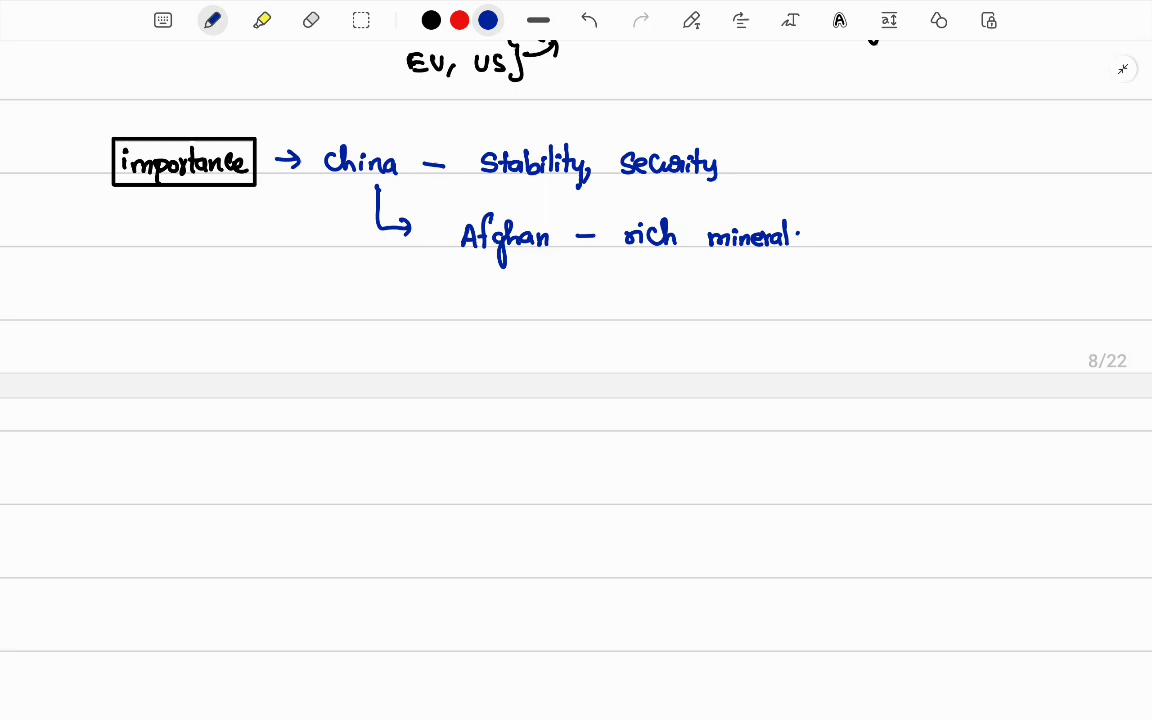 EU, US}
importance → China – Stability, security
Afghan – rich mineral.
8/22